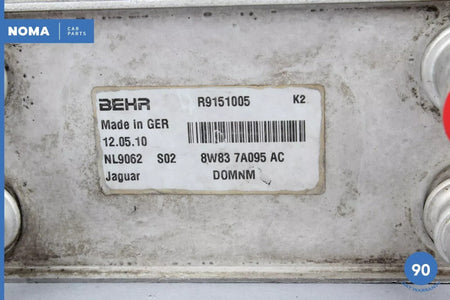 NOMA CAR PARTS
BEHR R9151005 K2
Made in GER
12.05.10
NL9062 S02 8W83 7A095 AC
Jaguar DOMNM
90